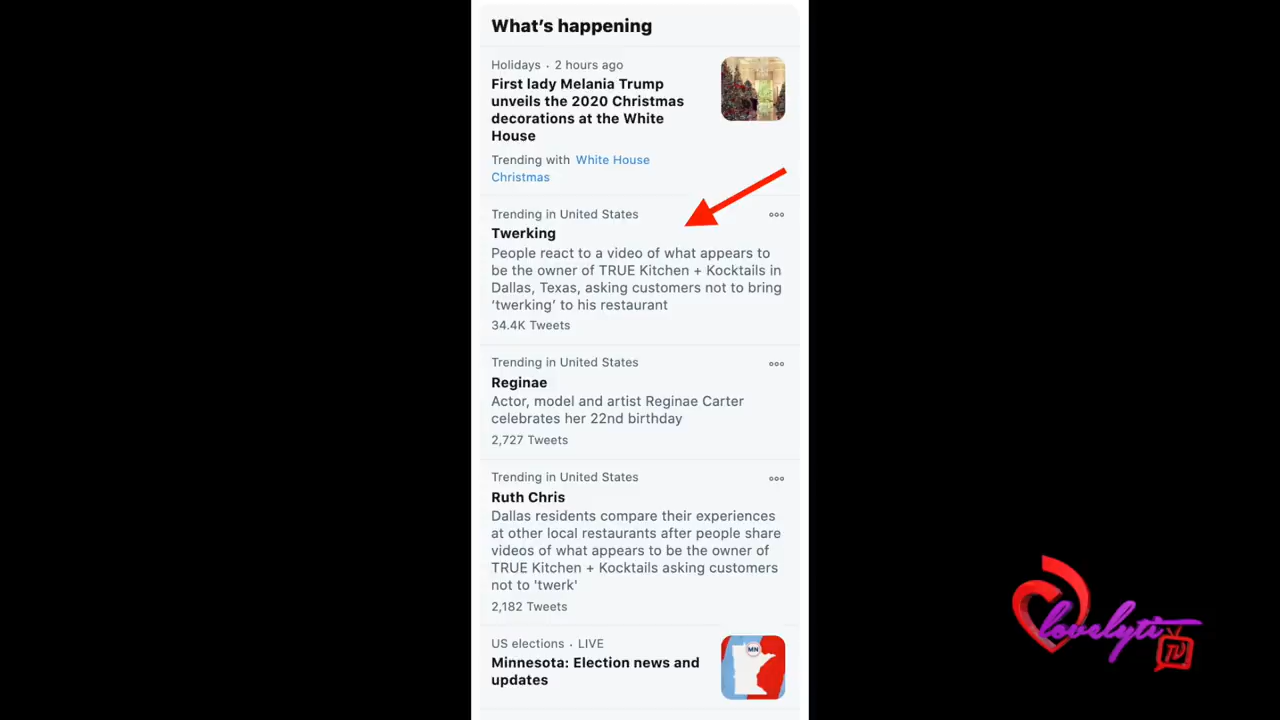 What's happening
Holidays · 2 hours ago
First lady Melania Trump
unveils the 2020 Christmas
decorations at the White
House
Trending with White House
Christmas
Trending in United States
Twerking
People react to a video of what appears to
be the owner of TRUE Kitchen + Kocktails in
Dallas, Texas, asking customers not to bring
‘twerking’ to his restaurant
34.4K Tweets
Trending in United States
Reginae
Actor, model and artist Reginae Carter
celebrates her 22nd birthday
2,727 Tweets
Trending in United States
Ruth Chris
Dallas residents compare their experiences
at other local restaurants after people share
videos of what appears to be the owner of
TRUE Kitchen + Kocktails asking customers
not to 'twerk'
2,182 Tweets
US elections · LIVE
Minnesota: Election news and
updates
MN
lovelyti
TV